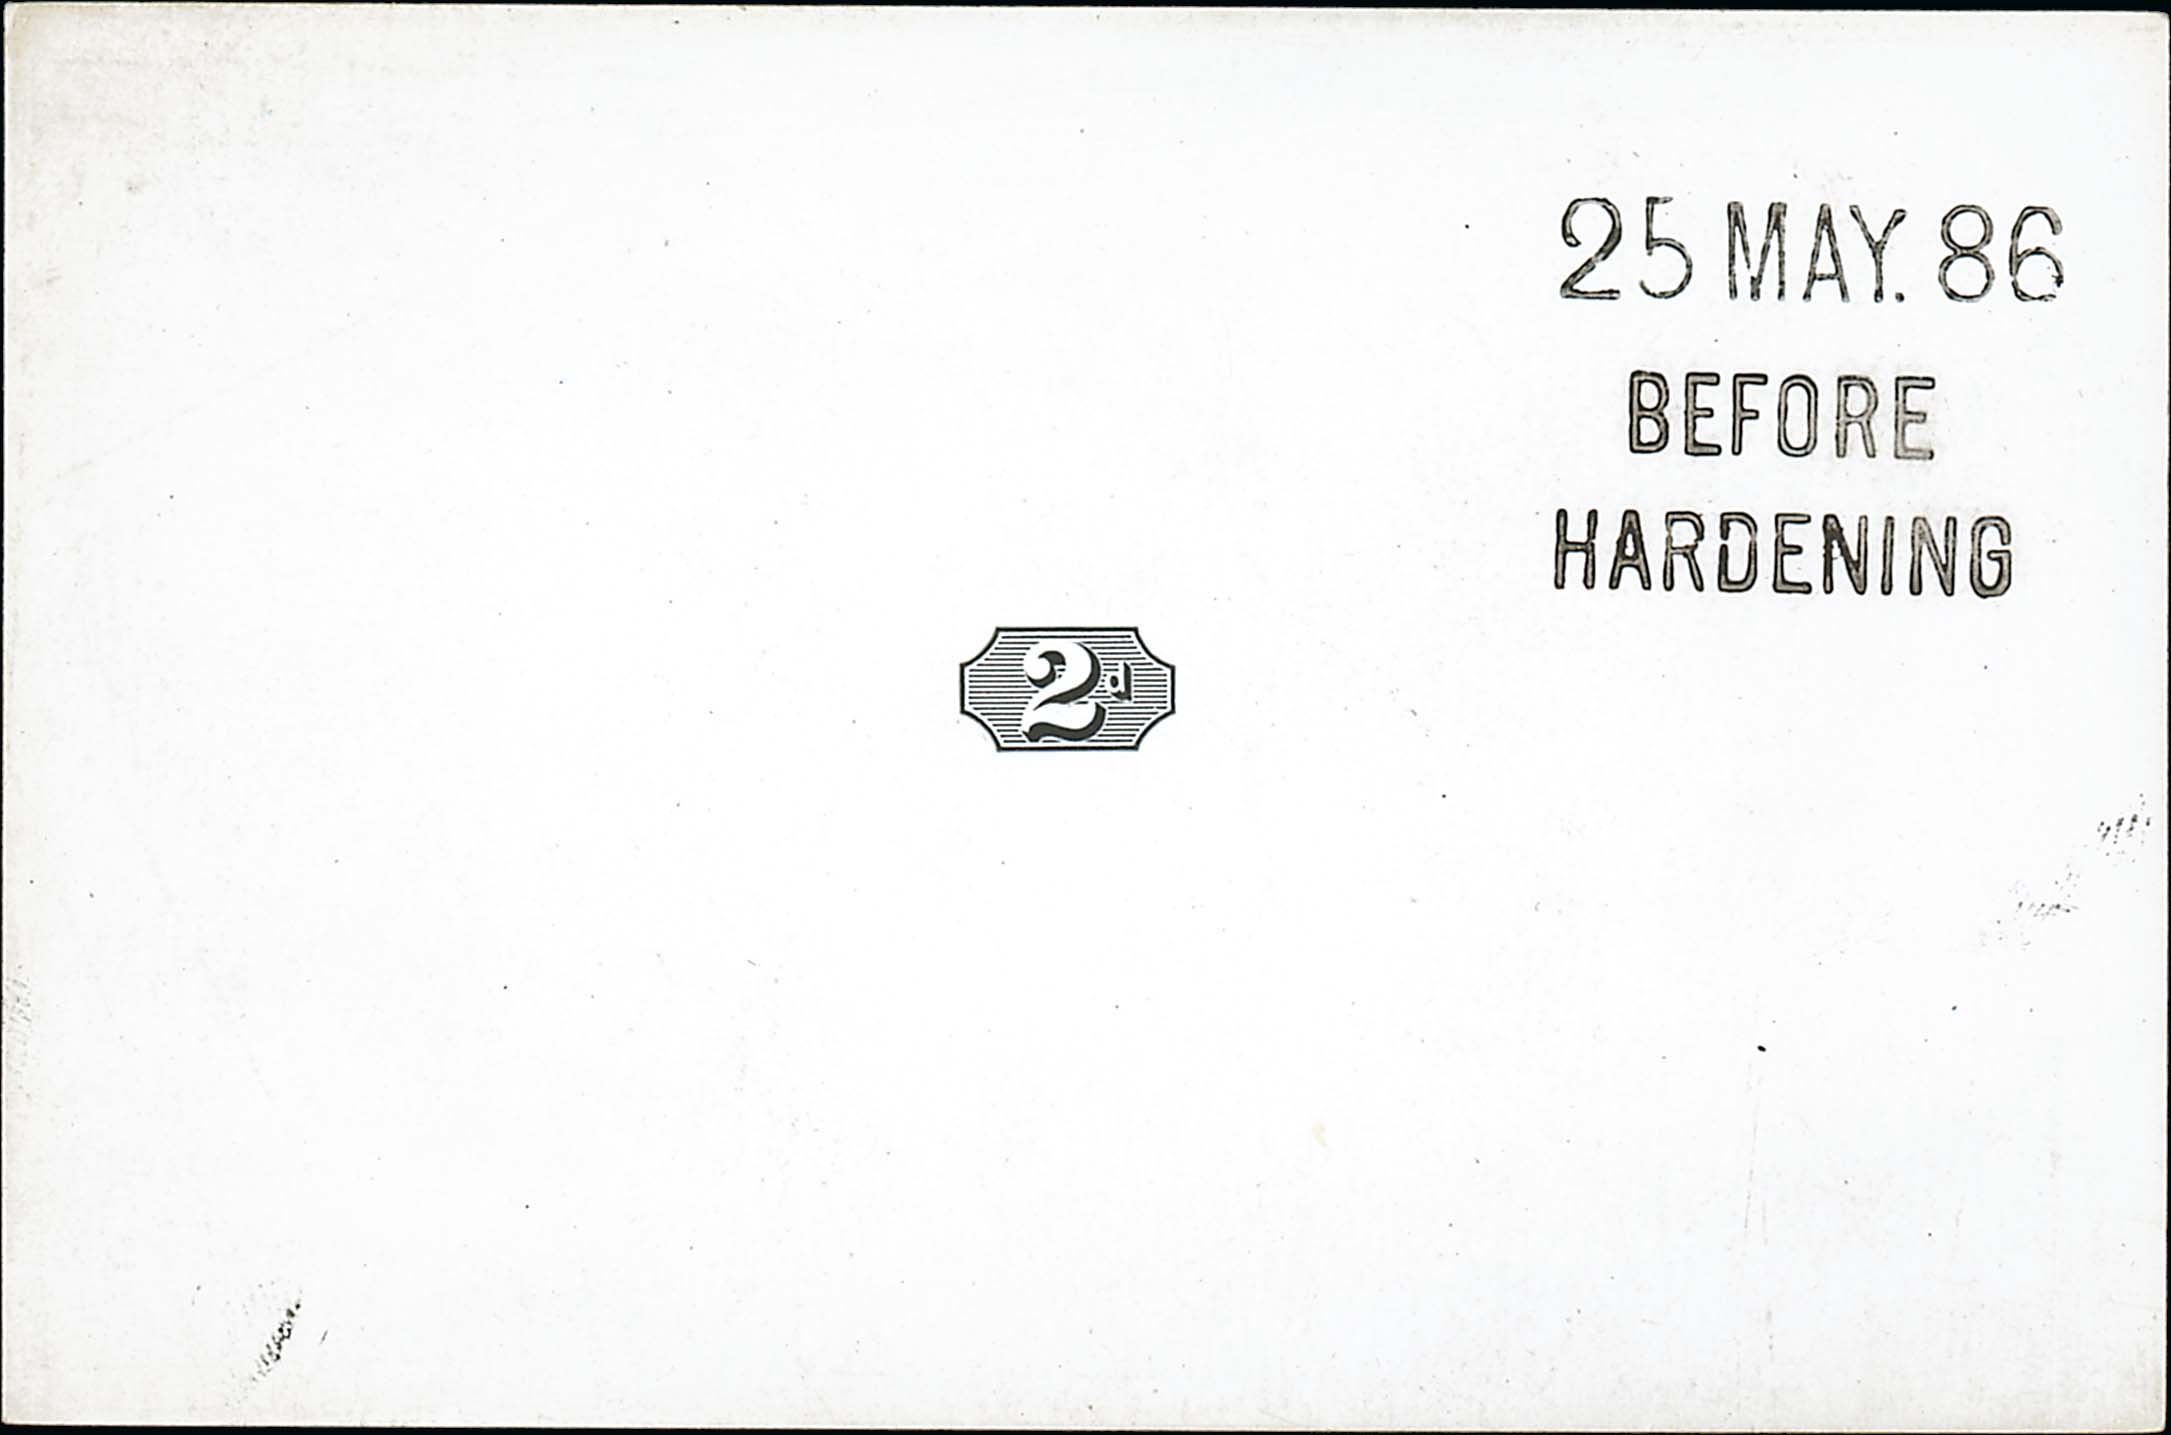 25 MAY. 86
BEFORE
HARDENING
2d